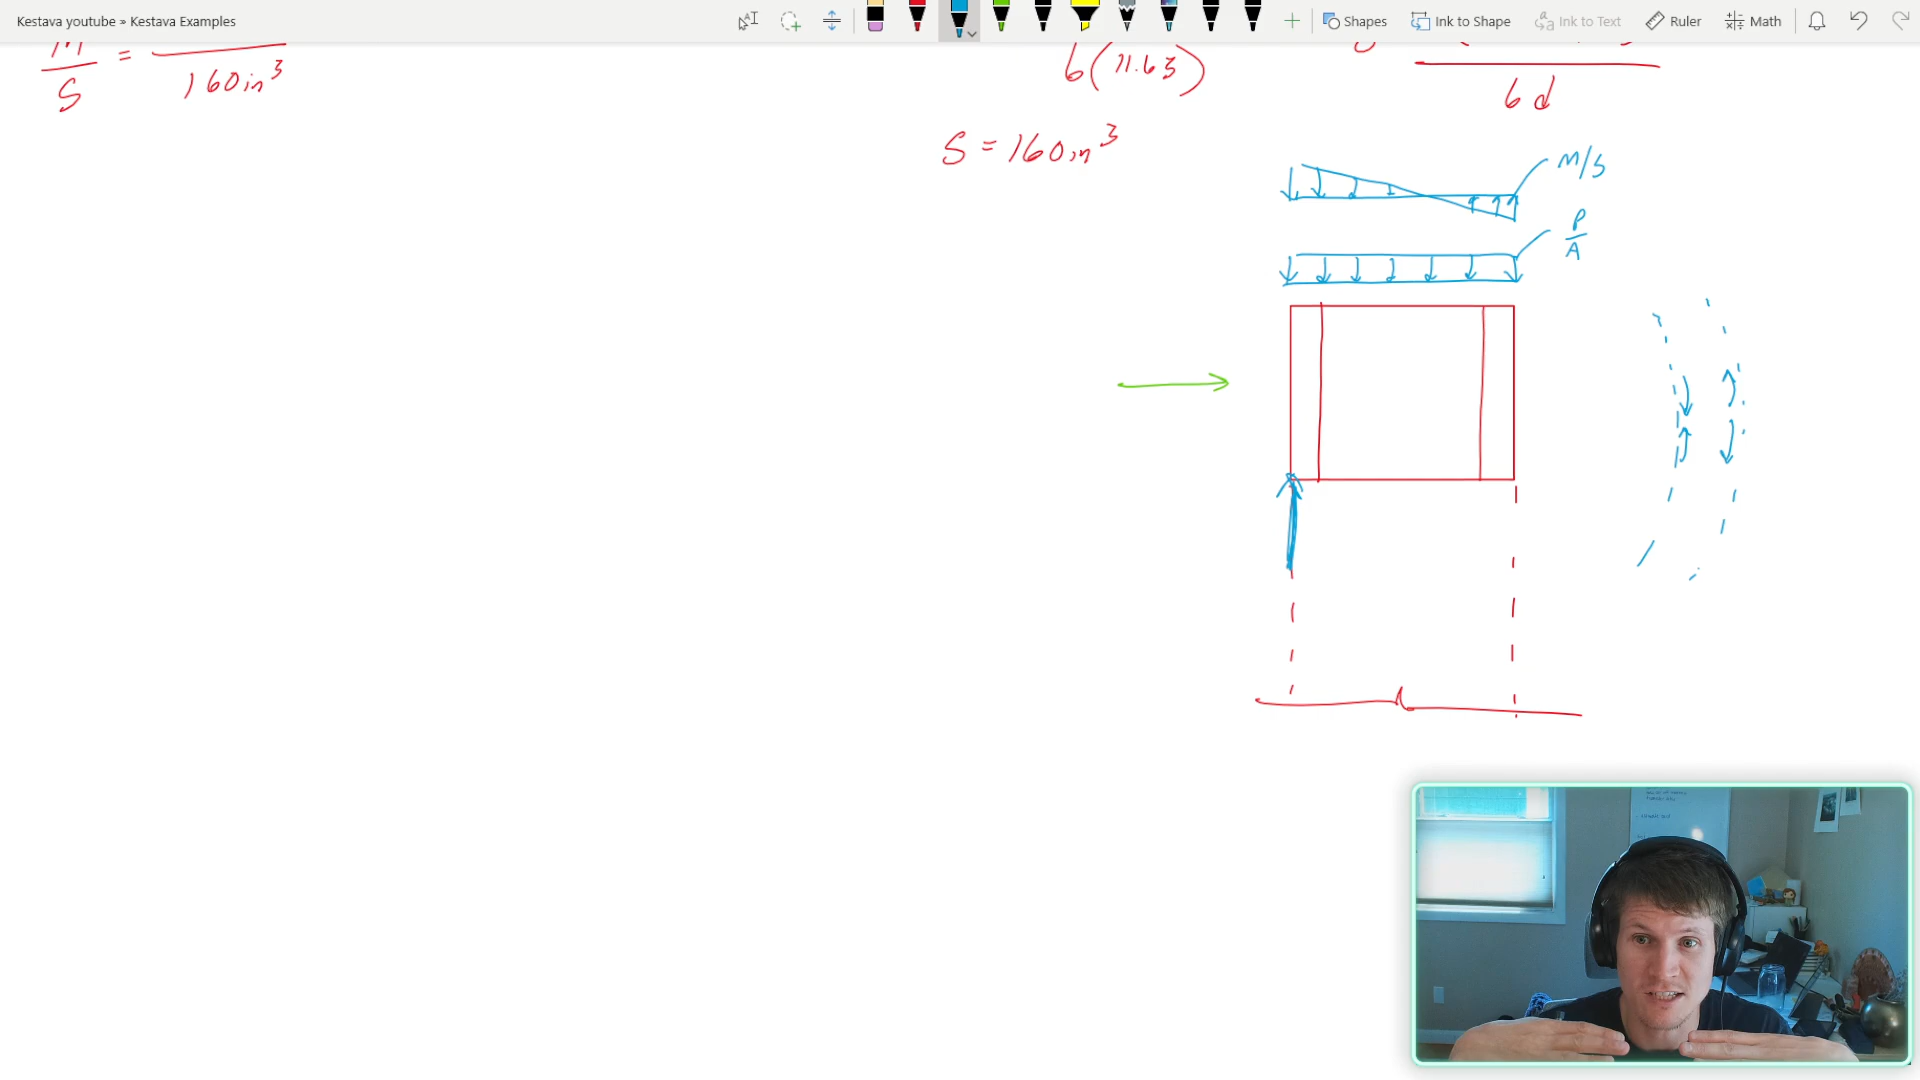 Kestava youtube » Kestava Examples
Shapes
Ink to Shape
Ink to Text
Ruler
Math
M/S = 160in³
6(11.63)
6d
S = 160in³
M/S
P/A